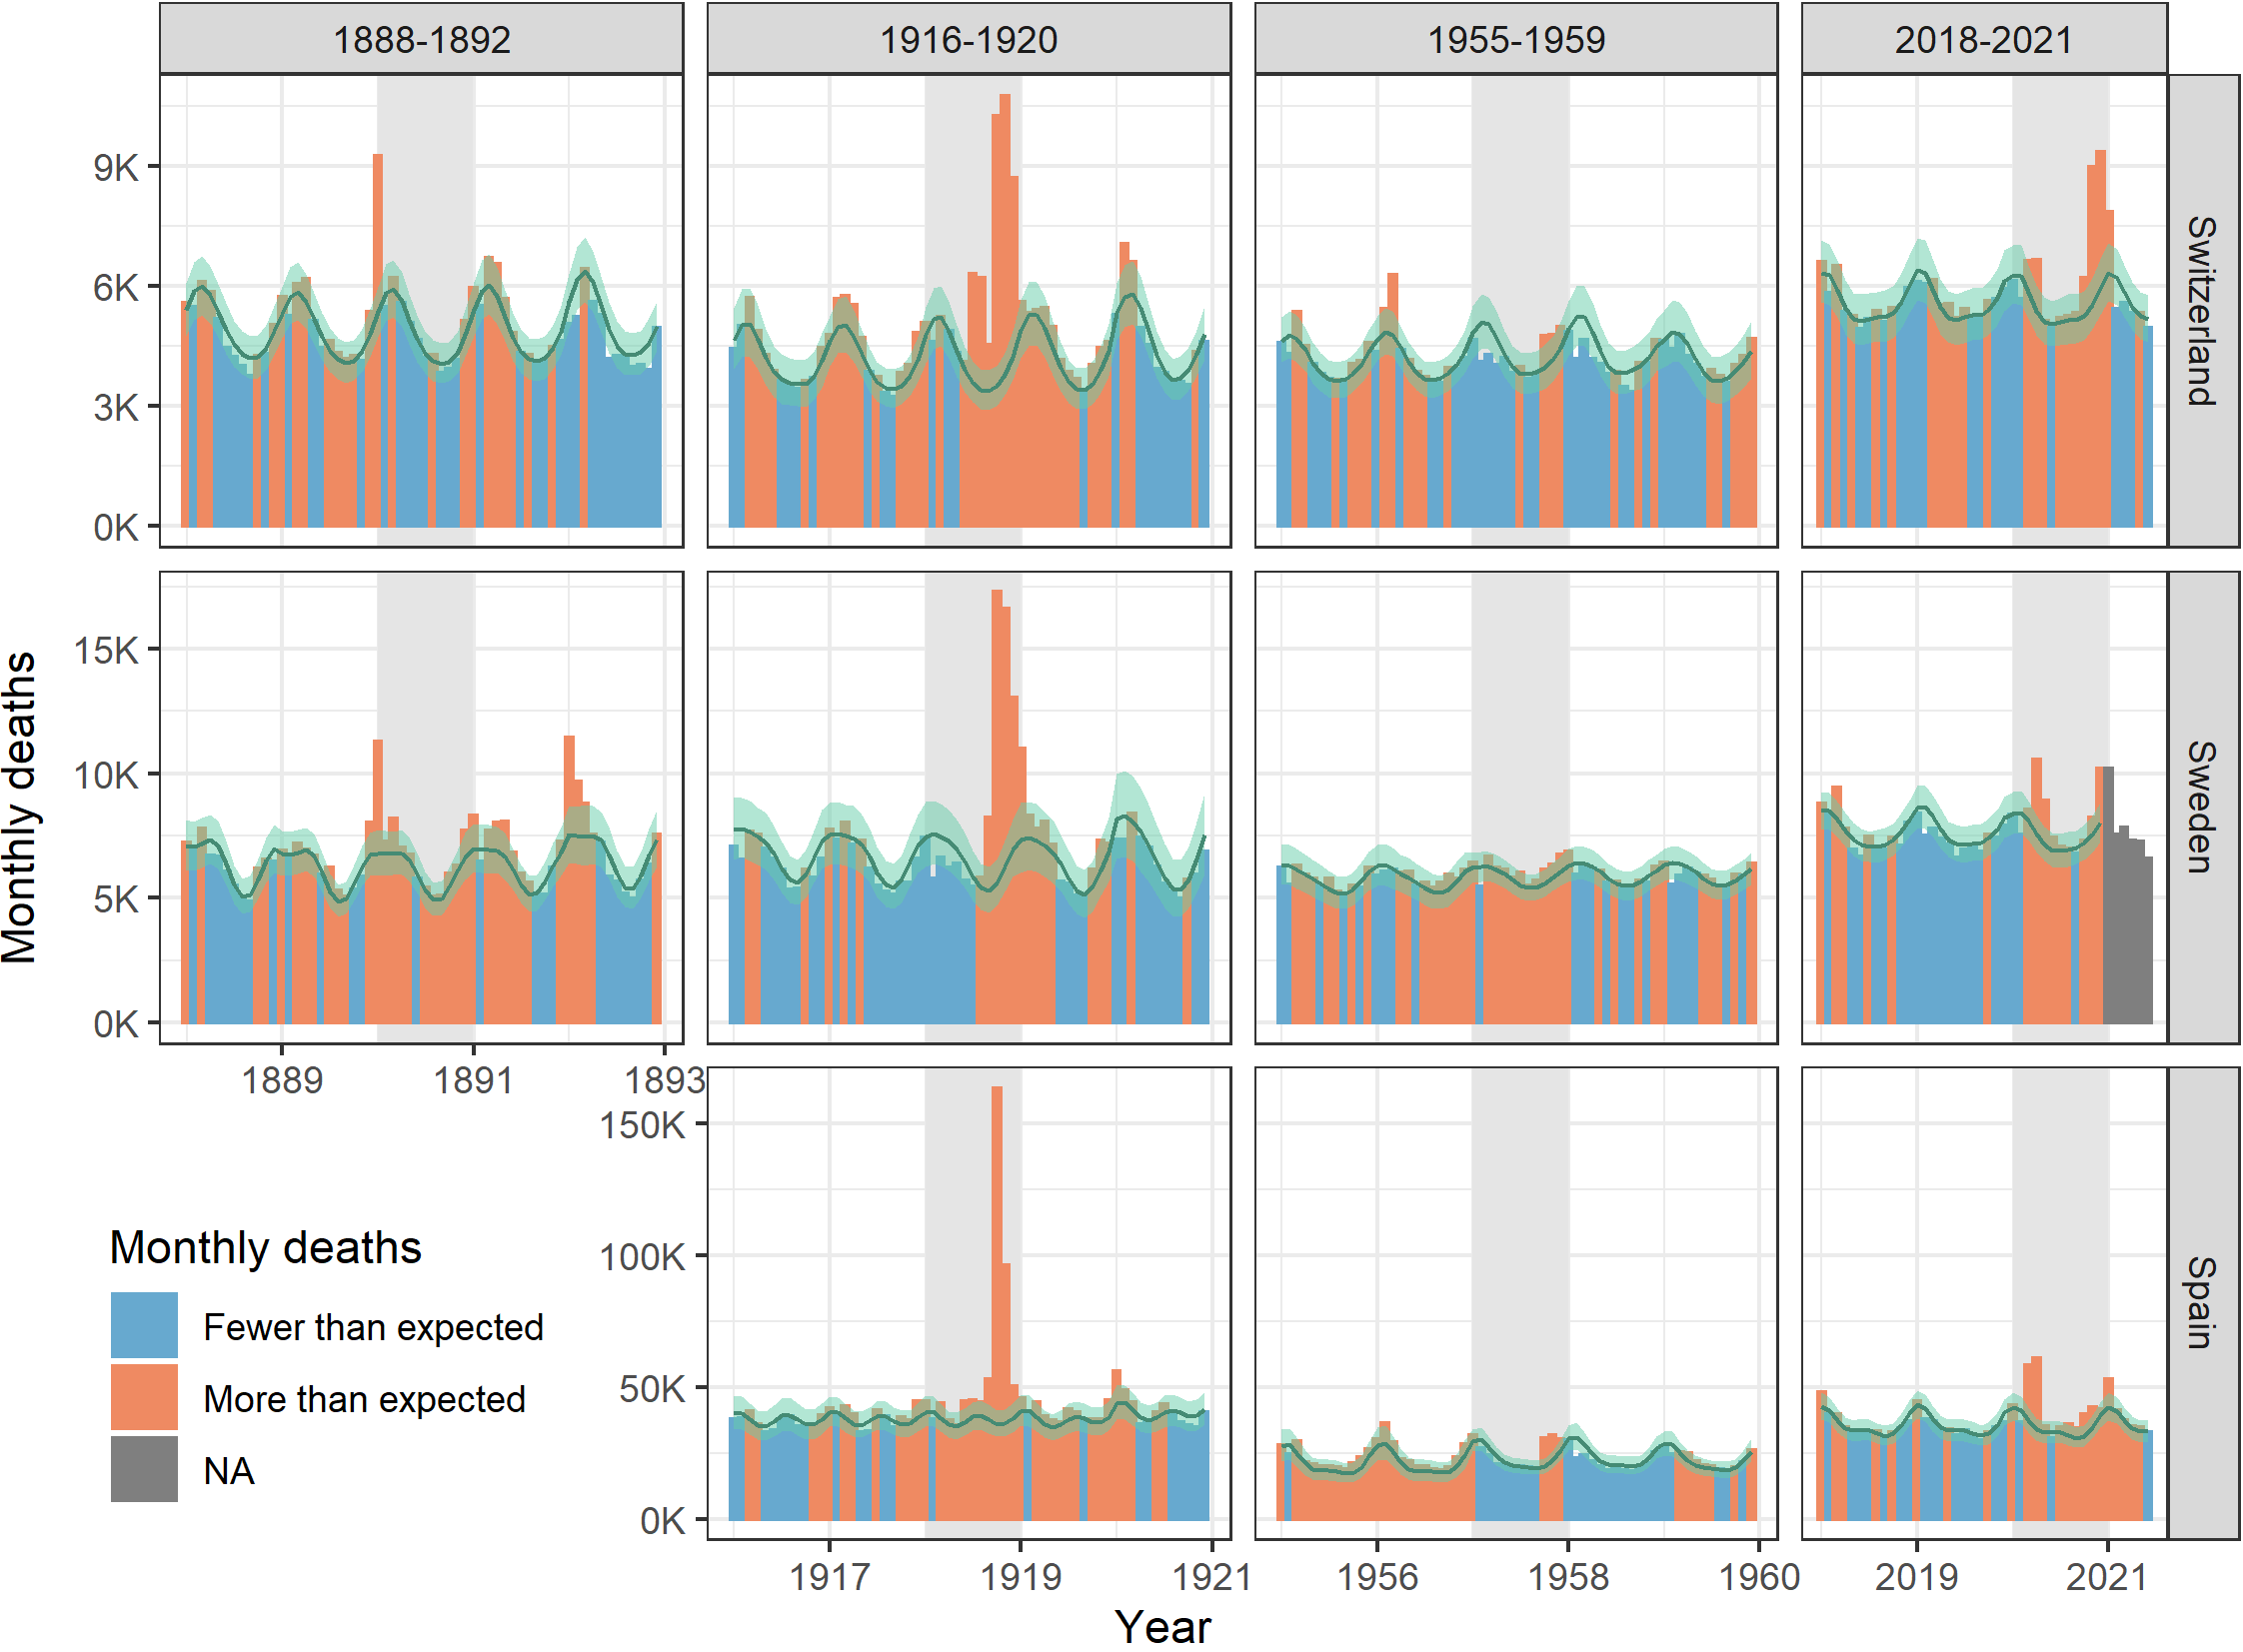 1888-1892 1916-1920 1955-1959 2018-2021
9K
6K
3K
0K
Switzerland
15K
10K
5K
0K
Sweden
1889 1891 1893
150K
100K
50K
0K
Spain
1917 1919 1921 1956 1958 1960 2019 2021
Year
Monthly deaths
Monthly deaths
Fewer than expected
More than expected
NA